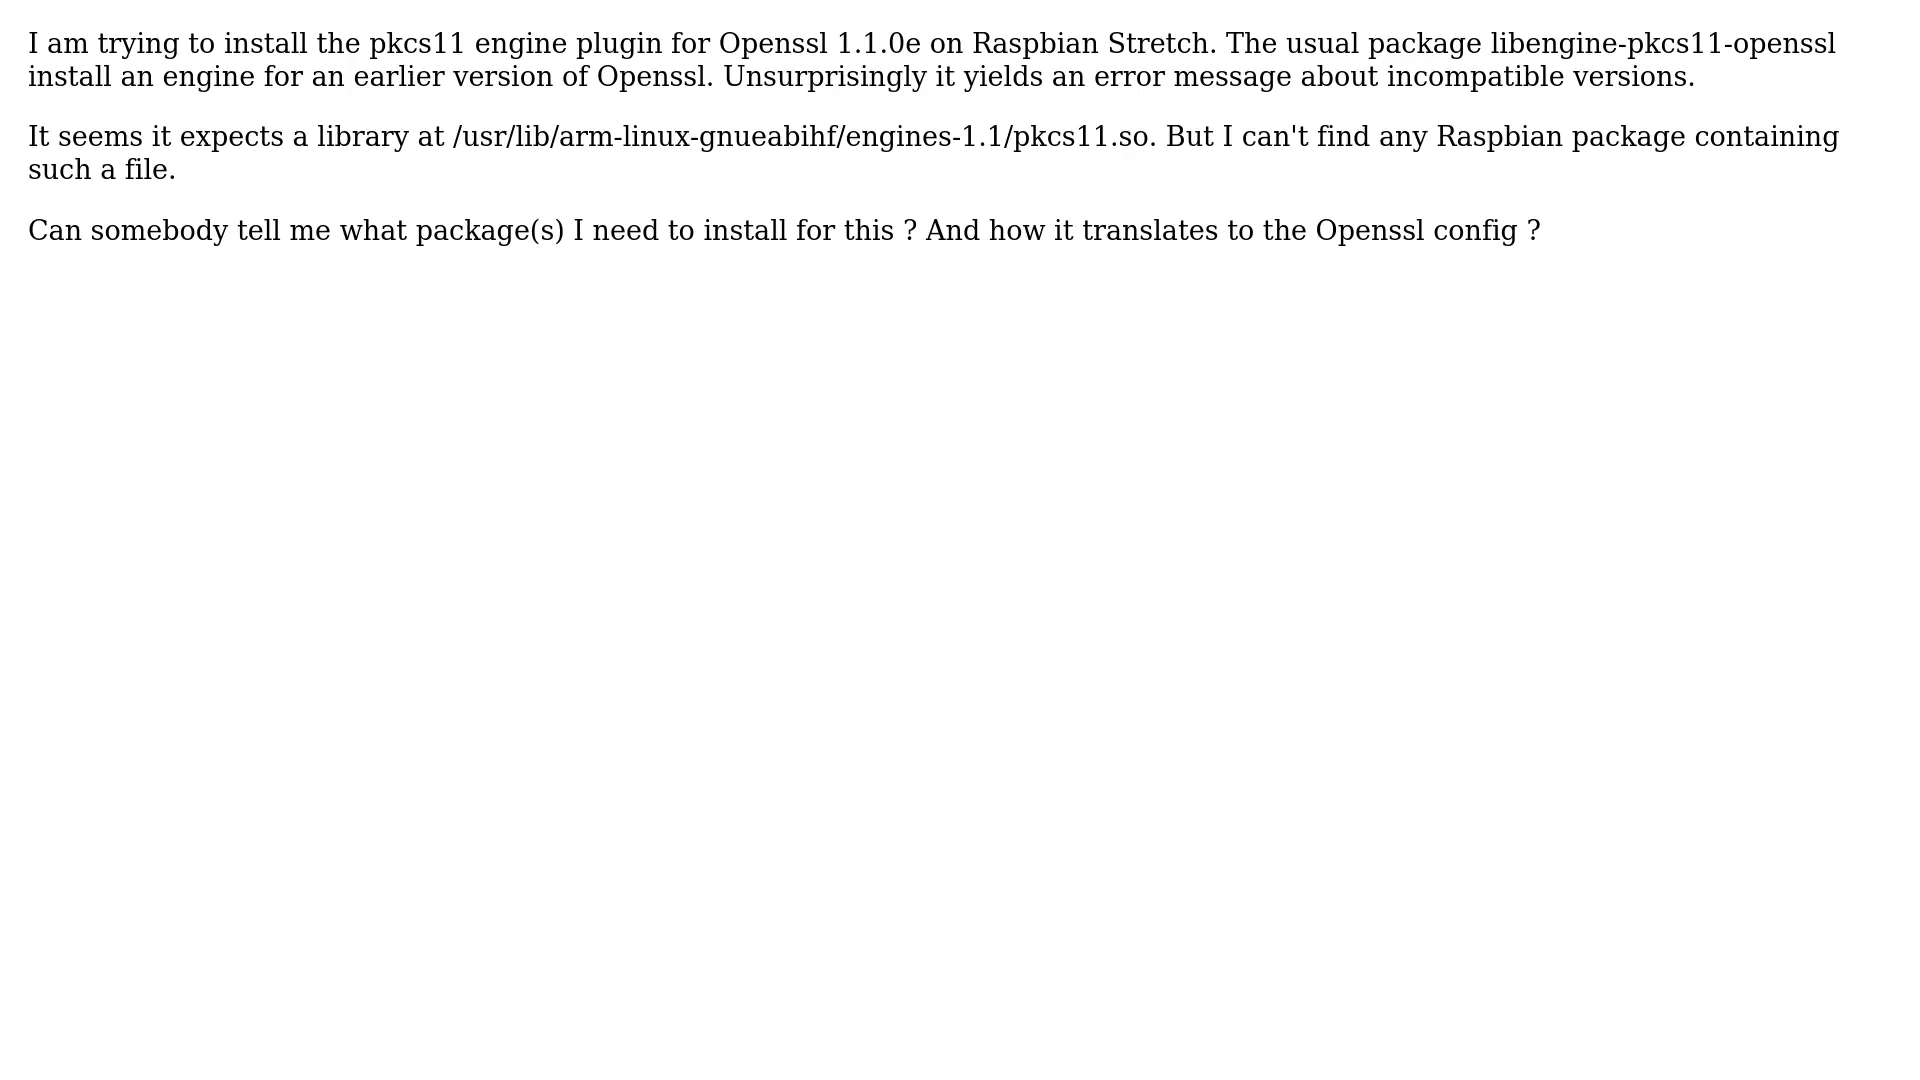 I am trying to install the pkcs11 engine plugin for Openssl 1.1.0e on Raspbian Stretch. The usual package libengine-pkcs11-openssl
install an engine for an earlier version of Openssl. Unsurprisingly it yields an error message about incompatible versions.
It seems it expects a library at /usr/lib/arm-linux-gnueabihf/engines-1.1/pkcs11.so. But I can't find any Raspbian package containing
such a file.
Can somebody tell me what package(s) I need to install for this ? And how it translates to the Openssl config ?